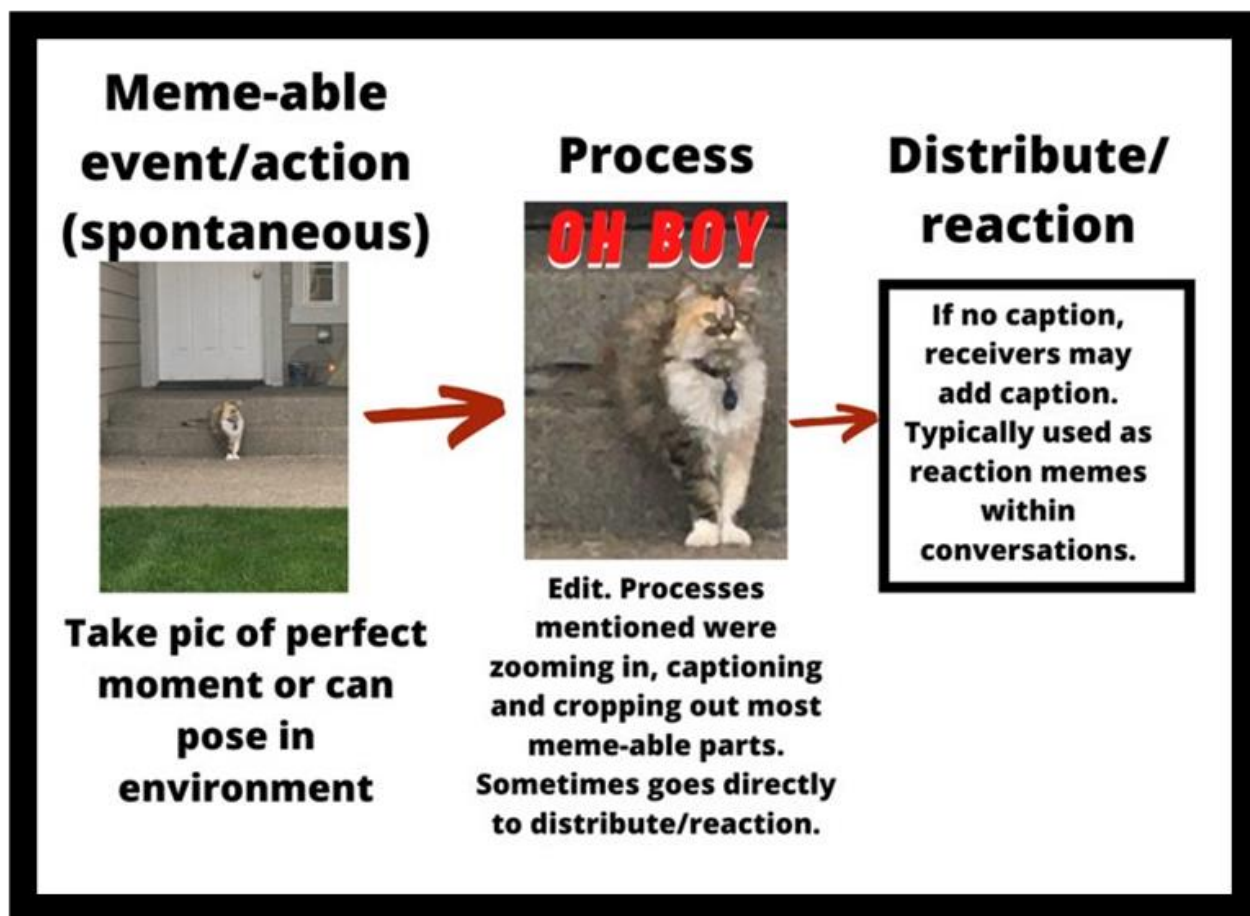 Meme-able
event/action
(spontaneous)
Take pic of perfect
moment or can
pose in
environment
Process
OH BOY
Edit. Processes
mentioned were
zooming in, captioning
and cropping out most
meme-able parts.
Sometimes goes directly
to distribute/reaction.
Distribute/
reaction
If no caption,
receivers may
add caption.
Typically used as
reaction memes
within
conversations.